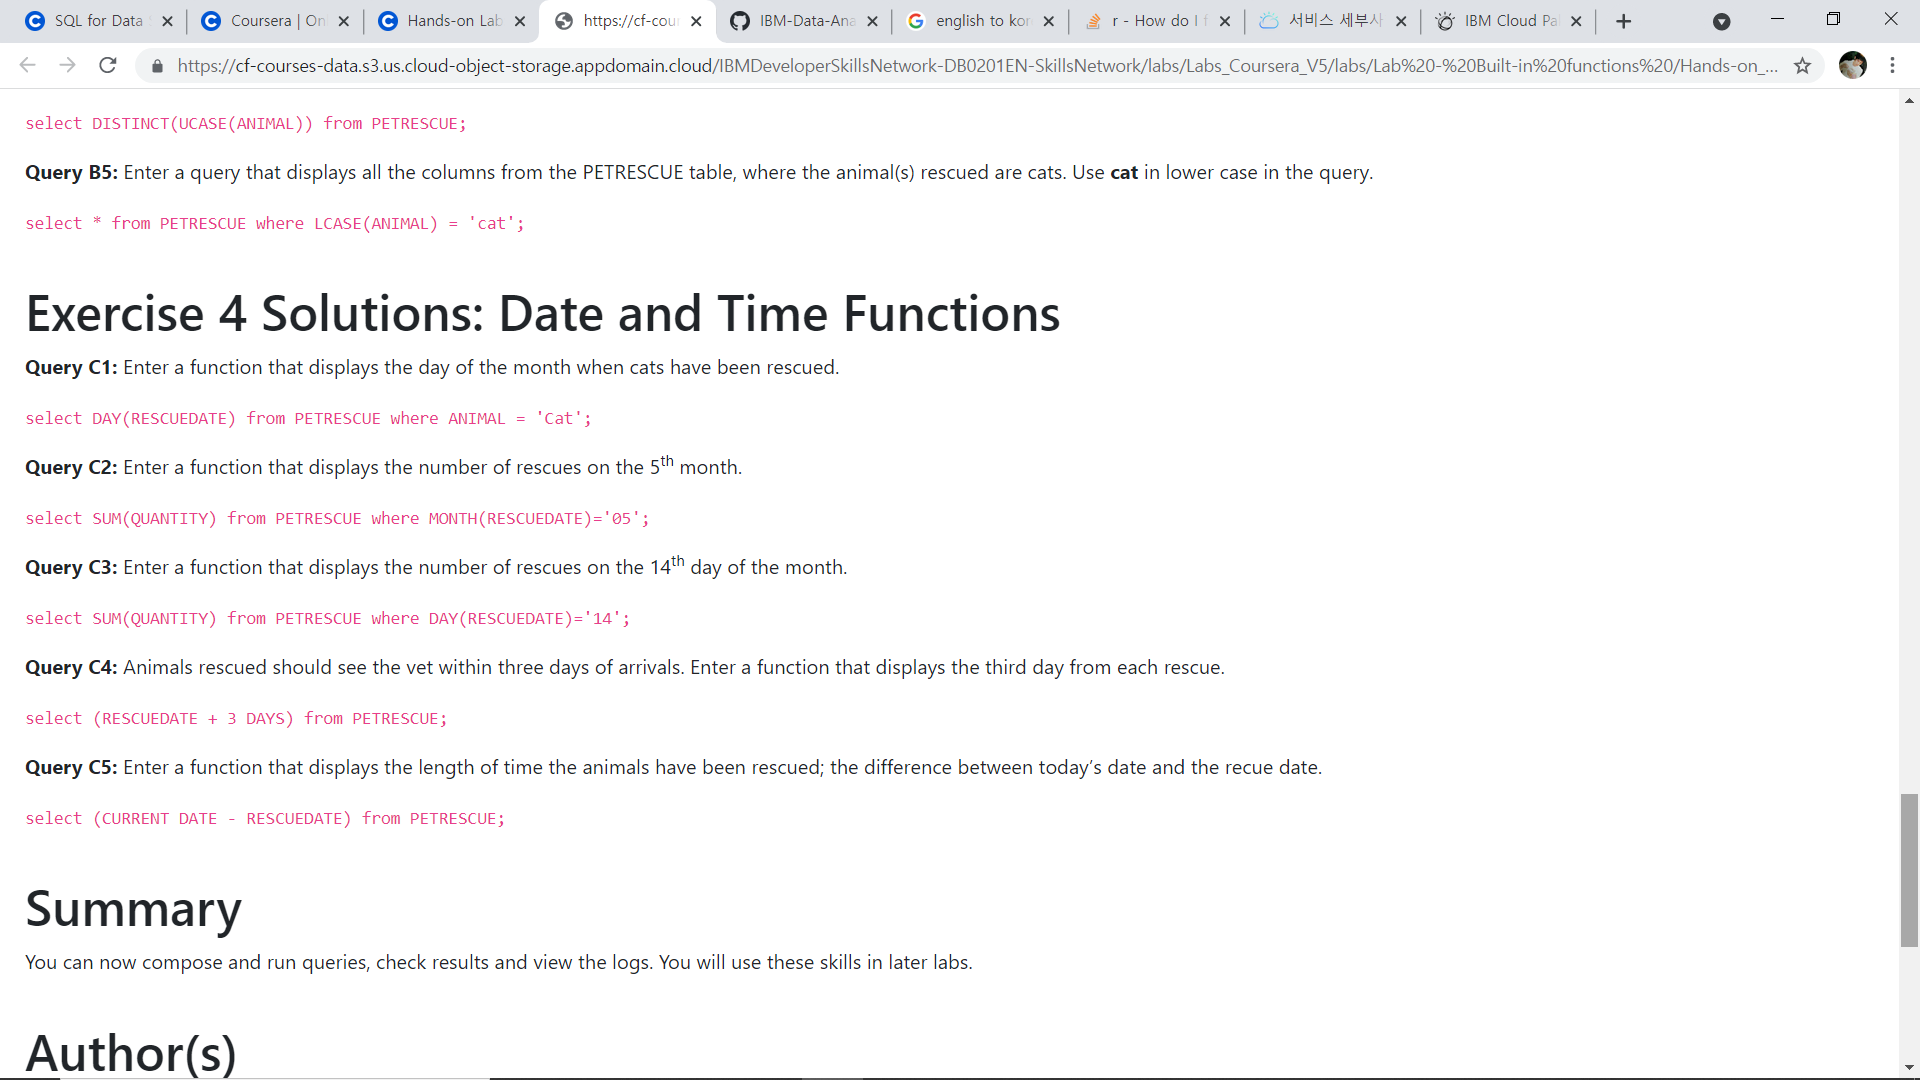 SQL for Data
Coursera | On
Hands-on Lab
https://cf-cour
IBM-Data-Ana
english to kor
r - How do I f
서비스 세부사
IBM Cloud Pa
https://cf-courses-data.s3.us.cloud-object-storage.appdomain.cloud/IBMDeveloperSkillsNetwork-DB0201EN-SkillsNetwork/labs/Labs_Coursera_V5/labs/Lab%20-%20Built-in%20functions%20/Hands-on_...
select DISTINCT(UCASE(ANIMAL)) from PETRESCUE;
Query B5: Enter a query that displays all the columns from the PETRESCUE table, where the animal(s) rescued are cats. Use cat in lower case in the query.
select * from PETRESCUE where LCASE(ANIMAL) = 'cat';
Exercise 4 Solutions: Date and Time Functions
Query C1: Enter a function that displays the day of the month when cats have been rescued.
select DAY(RESCUEDATE) from PETRESCUE where ANIMAL = 'Cat';
Query C2: Enter a function that displays the number of rescues on the 5th month.
select SUM(QUANTITY) from PETRESCUE where MONTH(RESCUEDATE)='05';
Query C3: Enter a function that displays the number of rescues on the 14th day of the month.
select SUM(QUANTITY) from PETRESCUE where DAY(RESCUEDATE)='14';
Query C4: Animals rescued should see the vet within three days of arrivals. Enter a function that displays the third day from each rescue.
select (RESCUEDATE + 3 DAYS) from PETRESCUE;
Query C5: Enter a function that displays the length of time the animals have been rescued; the difference between today’s date and the recue date.
select (CURRENT DATE - RESCUEDATE) from PETRESCUE;
Summary
You can now compose and run queries, check results and view the logs. You will use these skills in later labs.
Author(s)